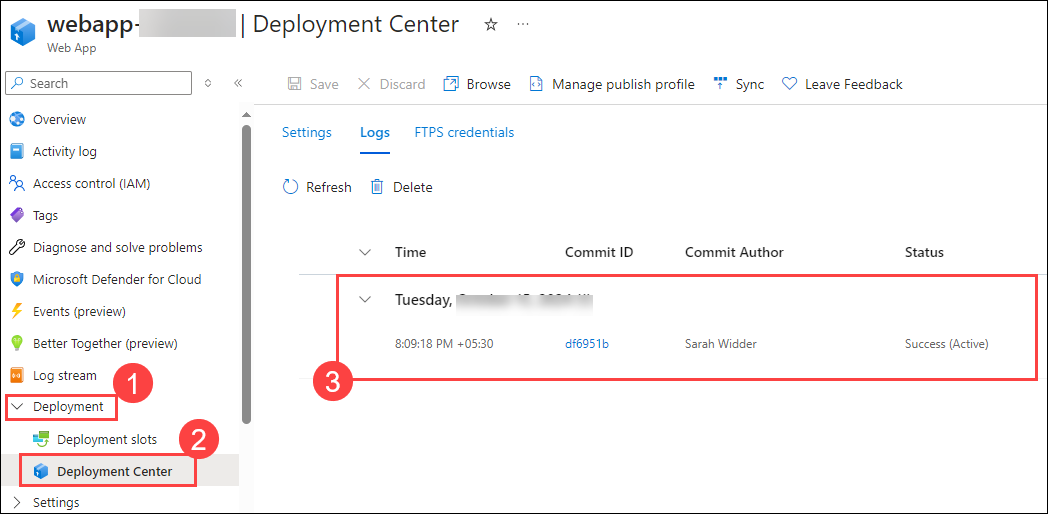 webapp- | Deployment Center
Web App
Search
Save Discard Browse Manage publish profile Sync Leave Feedback
Overview
Activity log
Access control (IAM)
Tags
Diagnose and solve problems
Microsoft Defender for Cloud
Events (preview)
Better Together (preview)
Log stream
1
Deployment
Deployment slots
2
Deployment Center
Settings
Settings Logs FTPS credentials
Refresh Delete
Time Commit ID Commit Author Status
Tuesday,
8:09:18 PM +05:30 df6951b Sarah Widder Success (Active)
3